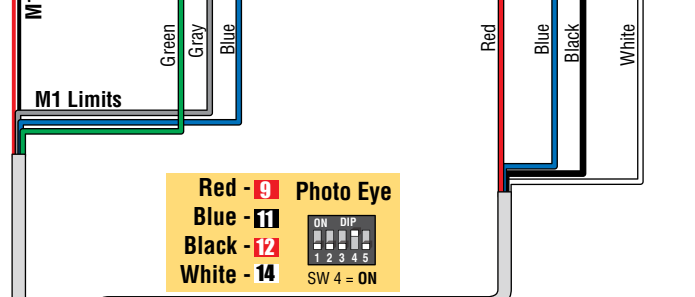 Green
Gray
Blue
Red
Blue
Black
White
M1 Limits
Red - 9
Blue - 11
Black - 12
White - 14
Photo Eye
ON DIP
1 2 3 4 5
SW 4 = ON